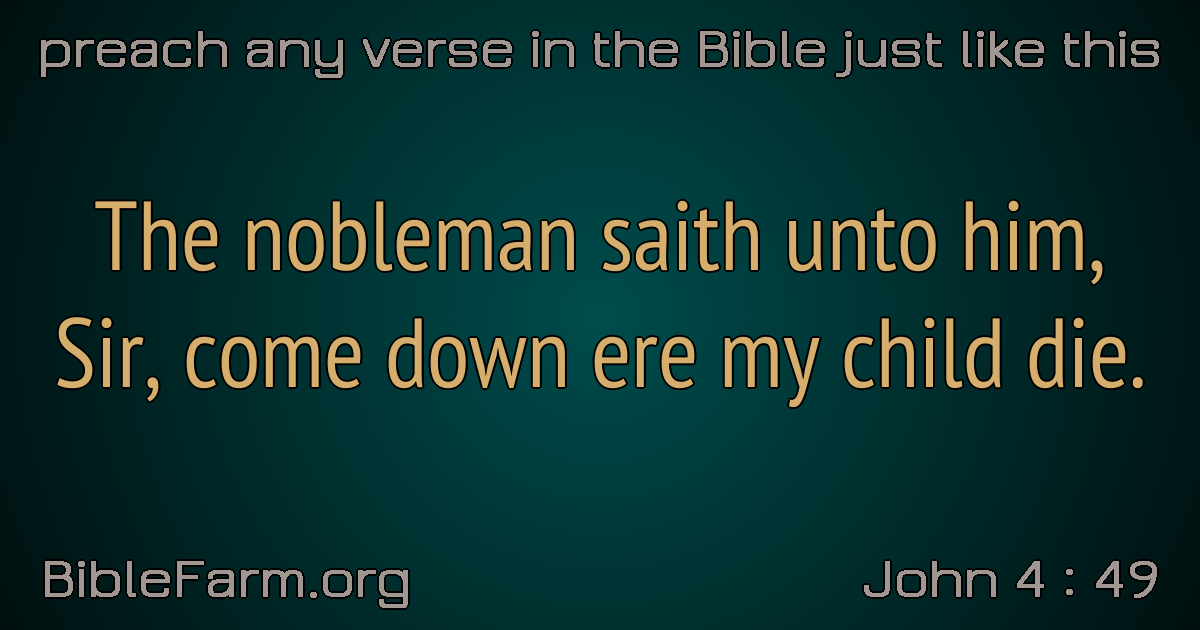 preach any verse in the Bible just like this
The nobleman saith unto him,
Sir, come down ere my child die.
BibleFarm.org
John 4 : 49